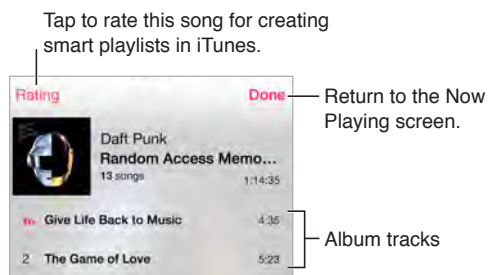 Tap to rate this song for creating
smart playlists in iTunes.
Rating
Done
Return to the Now
Playing screen.
Daft Punk
Random Access Memo...
13 songs
1:14:35
Give Life Back to Music
4:35
Album tracks
2 The Game of Love
5:23